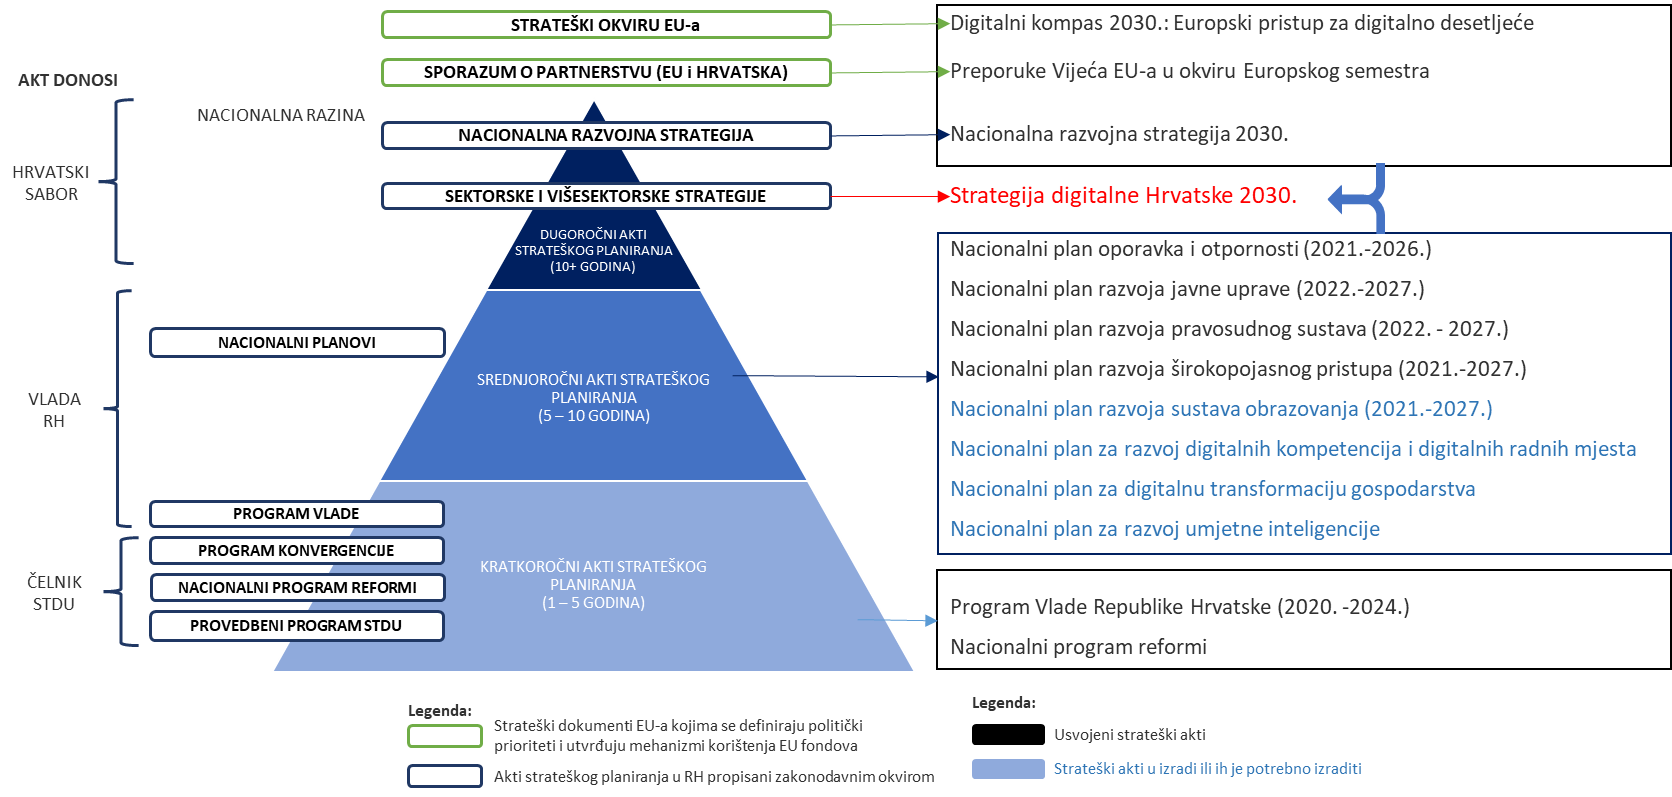 STRATEŠKI OKVIRU EU-a
Digitalni kompas 2030.: Europski pristup za digitalno desetljeće
SPORAZUM O PARTNERSTVU (EU i HRVATSKA)
Preporuke Vijeća EU-a u okviru Europskog semestra
AKT DONOSI
NACIONALNA RAZINA
NACIONALNA RAZVOJNA STRATEGIJA
Nacionalna razvojna strategija 2030.
HRVATSKI
SABOR
SEKTORSKE I VIŠESEKTORSKE STRATEGIJE
Strategija digitalne Hrvatske 2030.
DUGOROČNI AKTI
STRATEŠKOG PLANIRANJA
(10+ GODINA)
Nacionalni plan oporavka i otpornosti (2021.-2026.)
Nacionalni plan razvoja javne uprave (2022.-2027.)
Nacionalni plan razvoja pravosudnog sustava (2022. - 2027.)
Nacionalni plan razvoja širokopojasnog pristupa (2021.-2027.)
Nacionalni plan razvoja sustava obrazovanja (2021.-2027.)
Nacionalni plan za razvoj digitalnih kompetencija i digitalnih radnih mjesta
Nacionalni plan za digitalnu transformaciju gospodarstva
Nacionalni plan za razvoj umjetne inteligencije
NACIONALNI PLANOVI
SREDNJOROČNI AKTI STRATEŠKOG
PLANIRANJA
(5 – 10 GODINA)
VLADA
RH
PROGRAM VLADE
PROGRAM KONVERGENCIJE
NACIONALNI PROGRAM REFORMI
PROVEDBENI PROGRAM STDU
ČELNIK
STDU
KRATKOROČNI AKTI STRATEŠKOG
PLANIRANJA
(1 – 5 GODINA)
Program Vlade Republike Hrvatske (2020. -2024.)
Nacionalni program reformi
Legenda:
Strateški dokumenti EU-a kojima se definiraju politički
prioriteti i utvrđuju mehanizmi korištenja EU fondova
Akti strateškog planiranja u RH propisani zakonodavnim okvirom
Legenda:
Usvojeni strateški akti
Strateški akti u izradi ili ih je potrebno izraditi